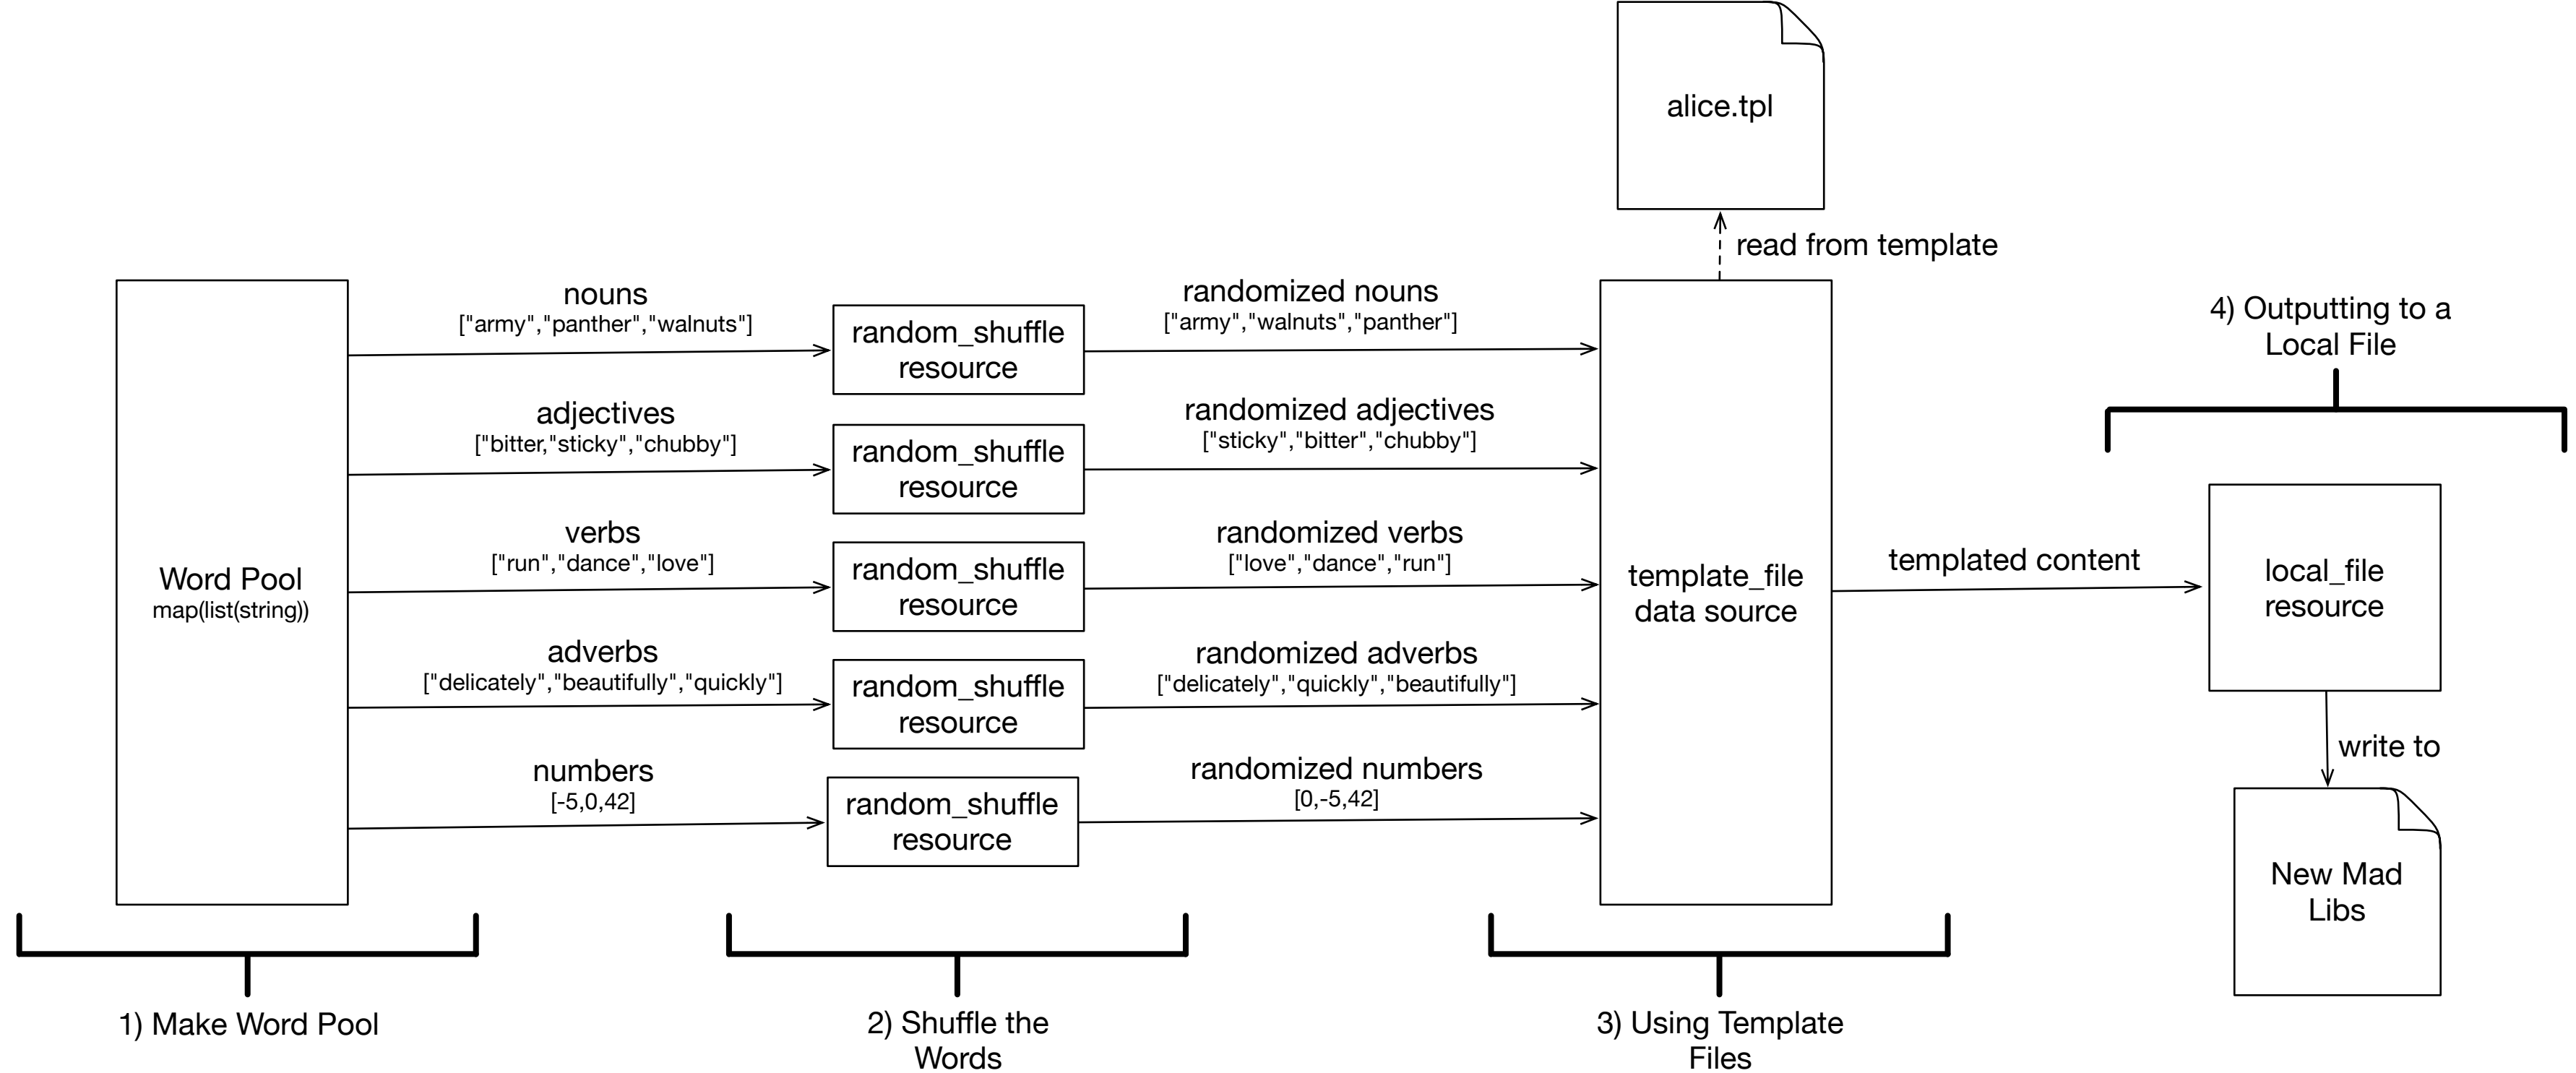 alice.tpl
read from template
Word Pool
map(list(string))
nouns
["army","panther","walnuts"]
random_shuffle
resource
randomized nouns
["army","walnuts","panther"]
adjectives
["bitter,"sticky","chubby"]
random_shuffle
resource
randomized adjectives
["sticky","bitter","chubby"]
verbs
["run","dance","love"]
random_shuffle
resource
randomized verbs
["love","dance","run"]
adverbs
["delicately","beautifully","quickly"]
random_shuffle
resource
randomized adverbs
["delicately","quickly","beautifully"]
numbers
[-5,0,42]
random_shuffle
resource
randomized numbers
[0,-5,42]
template_file
data source
templated content
4) Outputting to a
Local File
local_file
resource
write to
New Mad
Libs
1) Make Word Pool
2) Shuffle the
Words
3) Using Template
Files